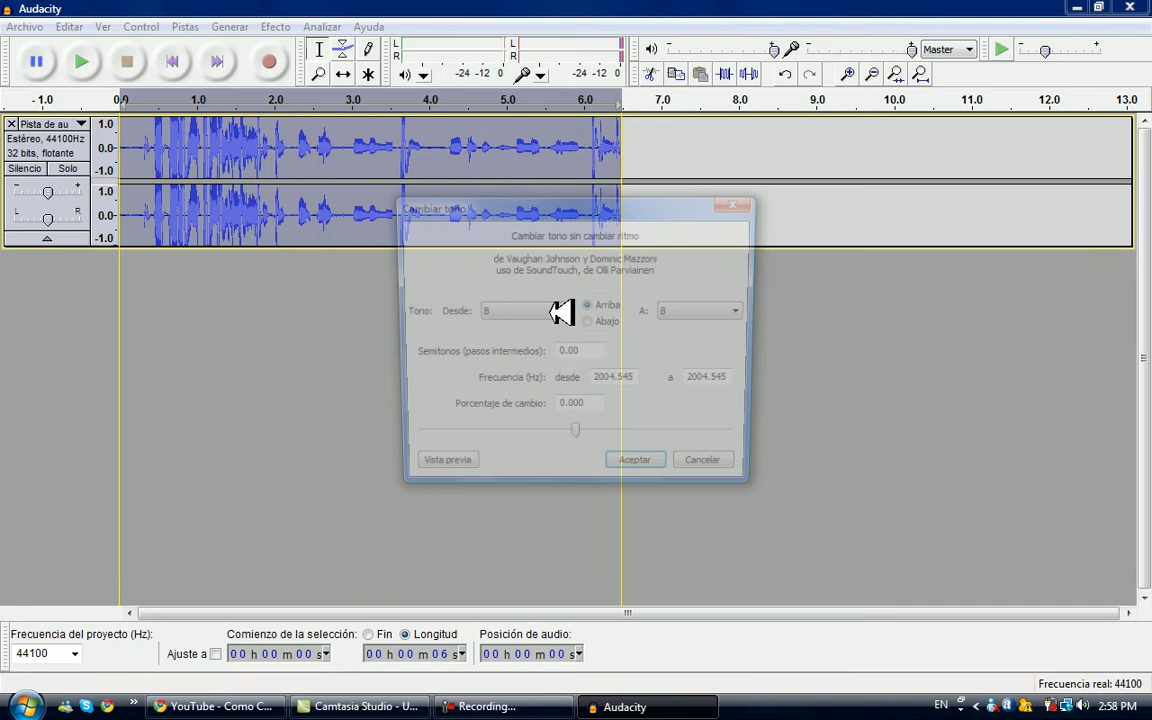 Audacity
Archivo Editar Ver Control Pistas Generar Efecto Analizar Ayuda
L
R
-24 -12 0
L
R
-24 -12 0
Master
- 1.0 0.0 1.0 2.0 3.0 4.0 5.0 6.0 7.0 8.0 9.0 10.0 11.0 12.0 13.0
Pista de au
Estéreo, 44100Hz
32 bits, flotante
Silencio Solo
- +
L R
1.0
0.0
-1.0
1.0
0.0
-1.0
Cambiar tono
Cambiar tono sin cambiar ritmo
de Vaughan Johnson y Dominic Mazzoni
uso de SoundTouch, de Olli Parviainen
Tono: Desde: B Arriba A: B
Abajo
Semitonos (pasos intermedios): 0.00
Frecuencia (Hz): desde 2004.545 a 2004.545
Porcentaje de cambio: 0.000
Vista previa Aceptar Cancelar
Frecuencia del proyecto (Hz): Comienzo de la selección: Fin Longitud Posición de audio:
44100 Ajuste a 00 h 00 m 00 s 00 h 00 m 06 s 00 h 00 m 00 s
Frecuencia real: 44100
YouTube - Como C... Camtasia Studio - U... Recording... Audacity EN 2:58 PM